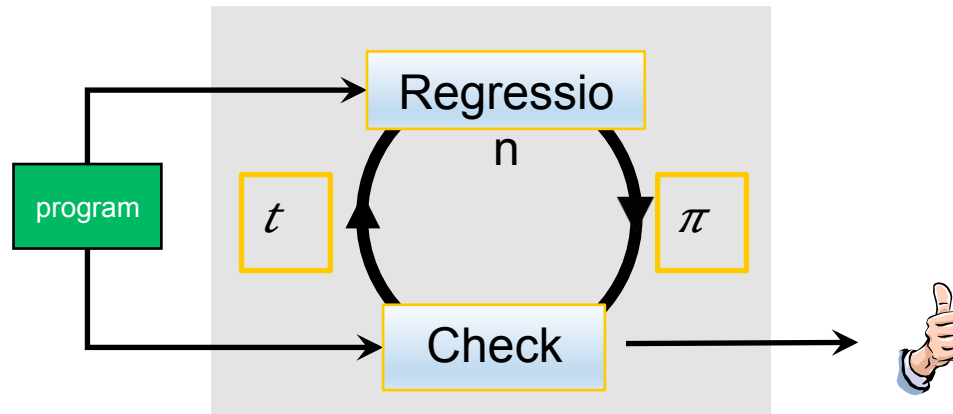 Regressio
n
program
𝑡
𝜋
Check